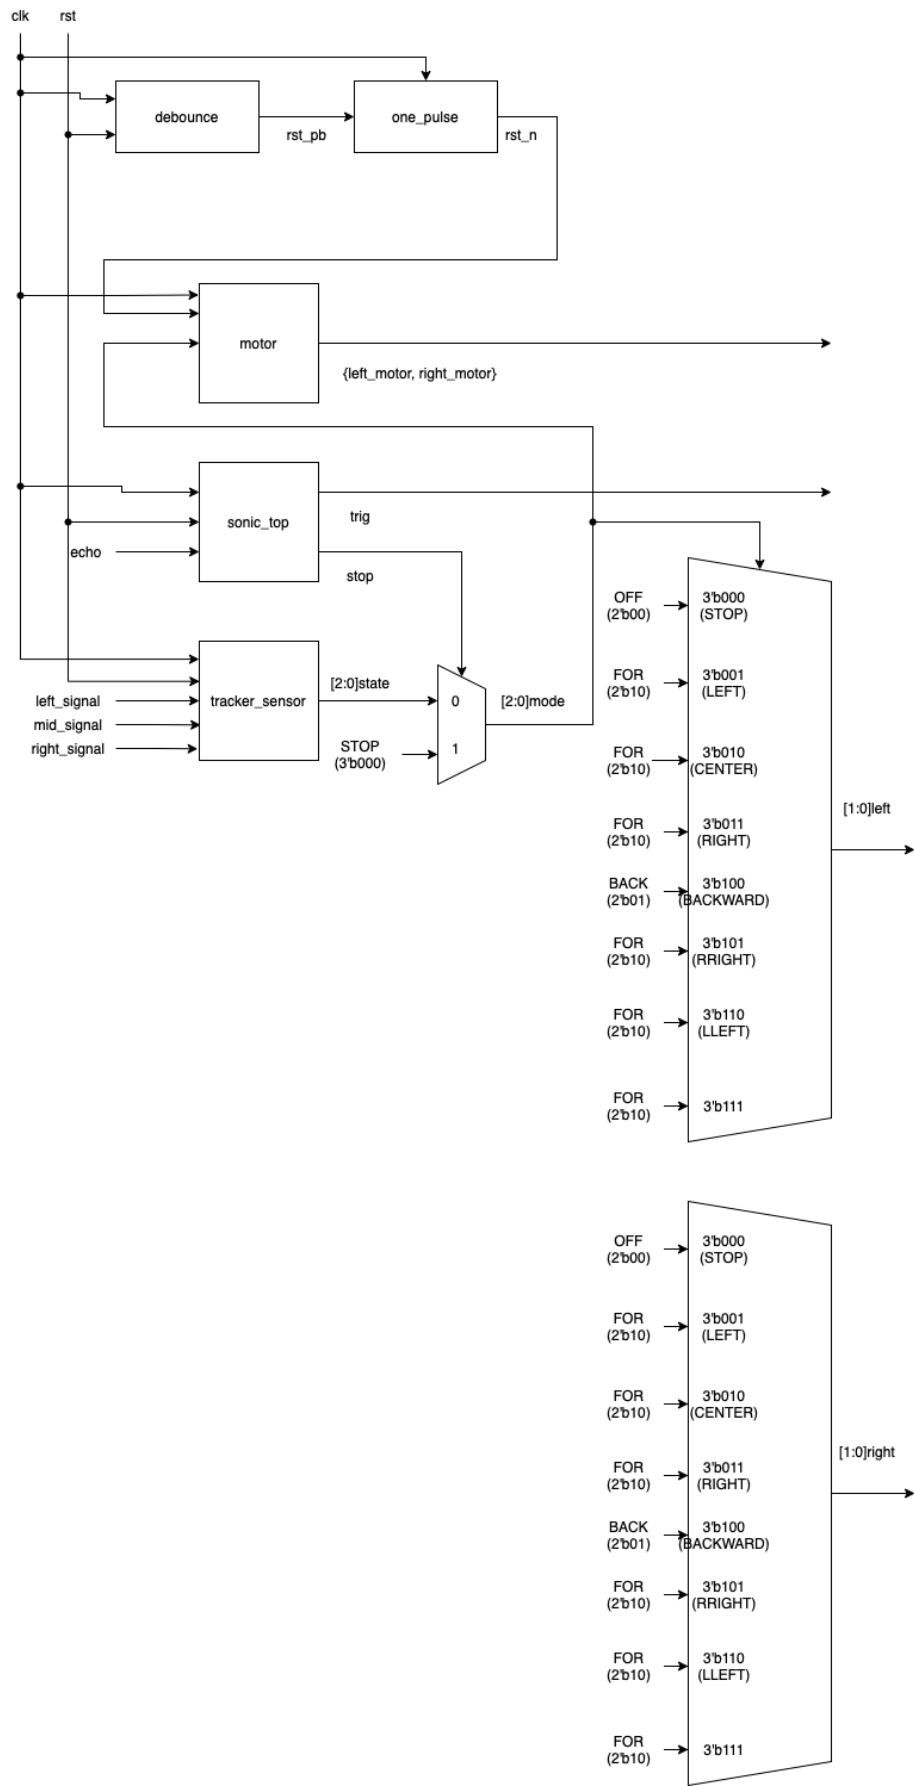 clk
rst
debounce
rst_pb
one_pulse
rst_n
motor
{left_motor, right_motor}
sonic_top
echo
trig
stop
tracker_sensor
left_signal
mid_signal
right_signal
[2:0]state
STOP
(3'b000)
0
1
[2:0]mode
OFF
(2'b00)
3'b000
(STOP)
FOR
(2'b10)
3'b001
(LEFT)
FOR
(2'b10)
3'b010
(CENTER)
FOR
(2'b10)
3'b011
(RIGHT)
BACK
(2'b01)
3'b100
(BACKWARD)
FOR
(2'b10)
3'b101
(RRIGHT)
FOR
(2'b10)
3'b110
(LLEFT)
FOR
(2'b10)
3'b111
[1:0]left
OFF
(2'b00)
3'b000
(STOP)
FOR
(2'b10)
3'b001
(LEFT)
FOR
(2'b10)
3'b010
(CENTER)
FOR
(2'b10)
3'b011
(RIGHT)
BACK
(2'b01)
3'b100
(BACKWARD)
FOR
(2'b10)
3'b101
(RRIGHT)
FOR
(2'b10)
3'b110
(LLEFT)
FOR
(2'b10)
3'b111
[1:0]right